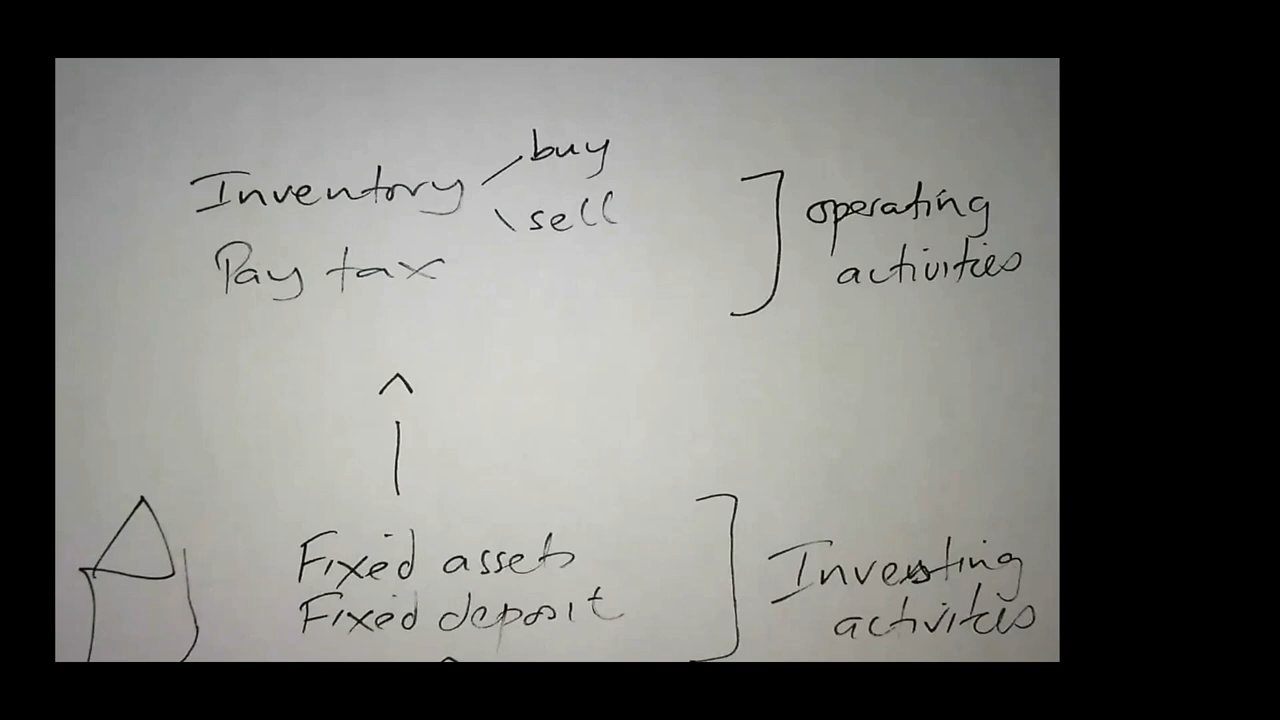 Inventory buy
sell
Pay tax
operating
activities
Fixed assets
Fixed deposit
Investing
activities